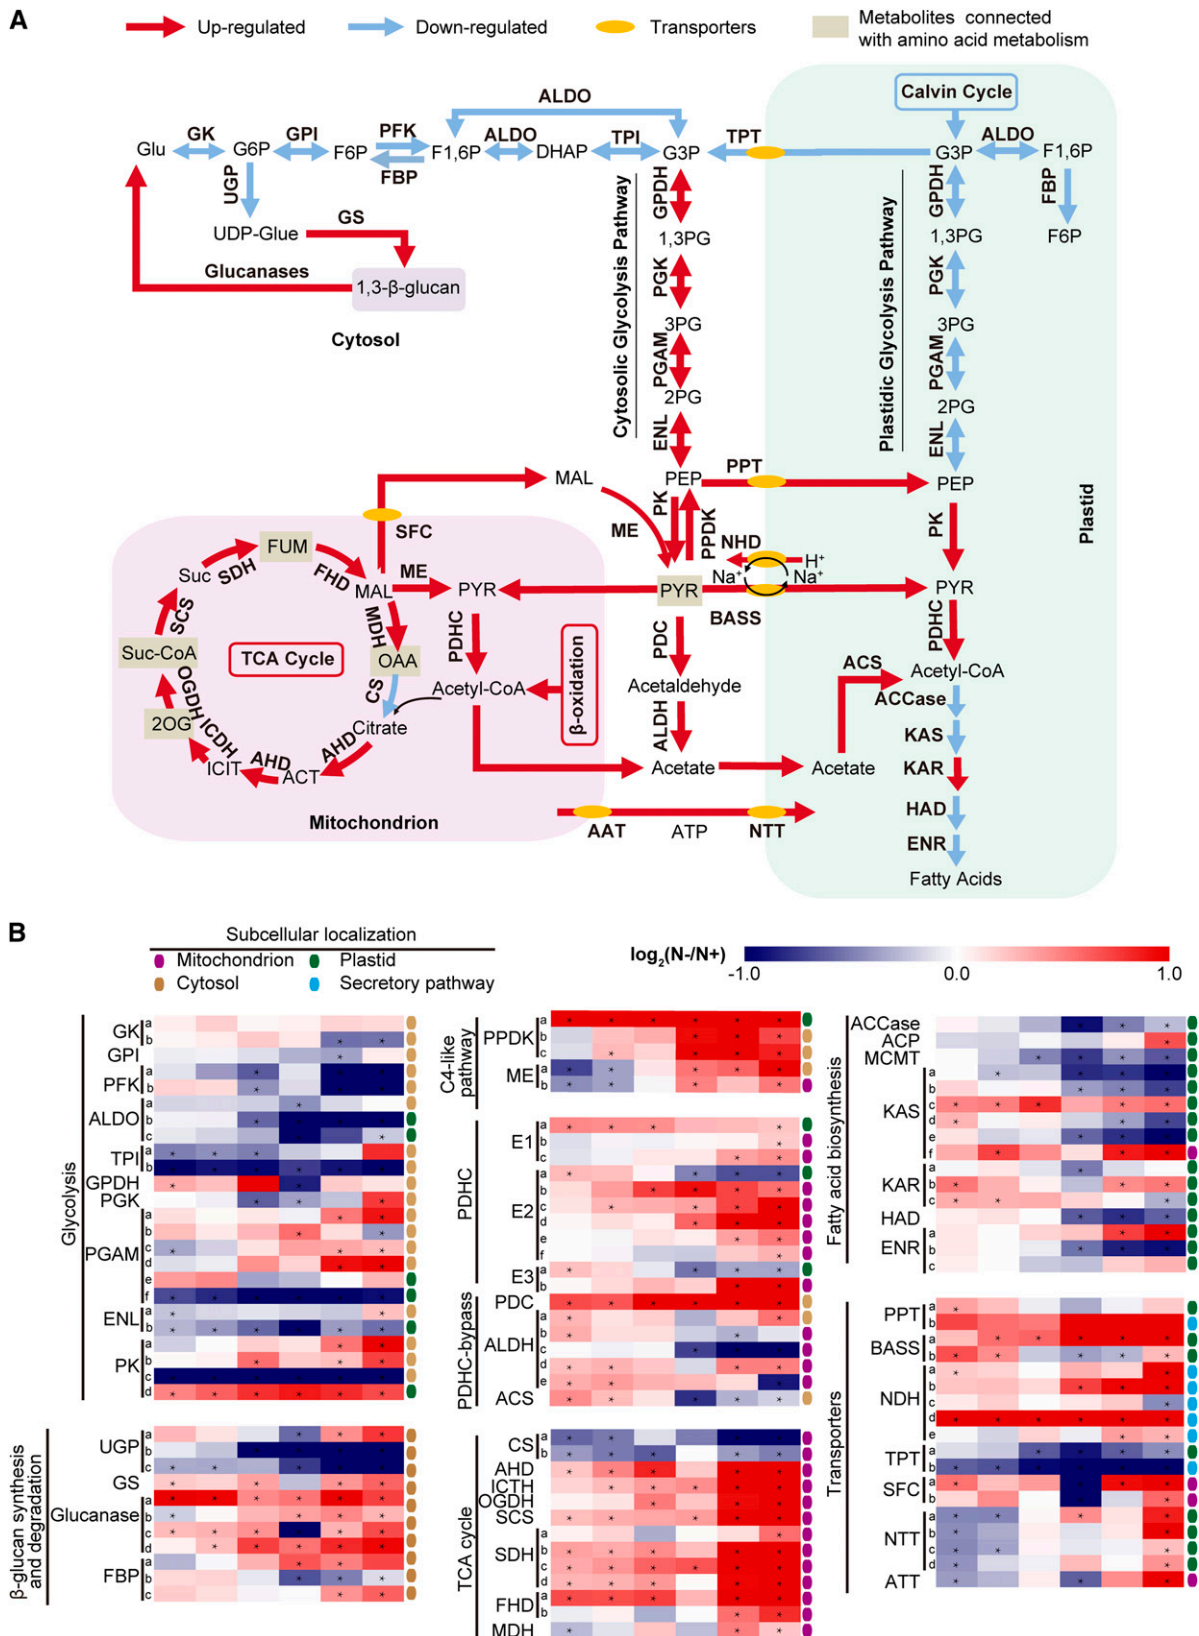 A
Up-regulated
Down-regulated
Transporters
Metabolites connected
with amino acid metabolism
Calvin Cycle
ALDO
Glu
GK
G6P
GPI
F6P
PFK
FBP
F1,6P
ALDO
DHAP
TPI
G3P
TPT
G3P
ALDO
F1,6P
UGP
UDP-Glue
GS
Glucanases
1,3-β-glucan
Cytosol
Cytosolic Glycolysis Pathway
GPDH
1,3PG
PGK
3PG
PGAM
2PG
ENL
PEP
Plastidic Glycolysis Pathway
GPDH
1,3PG
PGK
3PG
PGAM
2PG
ENL
PEP
FBP
F6P
Plastid
PPT
MAL
ME
PK
PPDK
PK
SFC
NHD
H⁺
Na⁺
Na⁺
FUM
Suc
SDH
FHD
MAL
ME
PYR
PYR
BASS
PYR
SCS
MDH
PDHC
PDC
PDHC
Suc-CoA
TCA Cycle
OAA
OGDH
CS
Acetyl-CoA
β-oxidation
Acetaldehyde
ACS
Acetyl-CoA
2OG
ICDH
Citrate
AHD
AHD
ICIT
ACT
ALDH
Acetate
Acetate
ACCase
KAS
KAR
HAD
ENR
Fatty Acids
Mitochondrion
AAT
ATP
NTT
B
Subcellular localization
Mitochondrion
Plastid
Cytosol
Secretory pathway
log₂(N-/N+)
-1.0
0.0
1.0
Glycolysis
GK
a
b
GPI
PFK
a
b
ALDO
a
b
c
TPI
a
b
GPDH
PGK
PGAM
a
b
c
d
e
f
ENL
a
b
PK
a
b
c
d
β-glucan synthesis
and degradation
UGP
a
b
c
GS
Glucanase
a
b
c
d
FBP
a
b
c
C4-like
pathway
PPDK
a
b
c
ME
a
b
PDHC
E1
a
b
c
E2
a
b
c
d
e
f
E3
a
b
PDHC-bypass
PDC
ALDH
a
b
c
d
e
ACS
TCA cycle
CS
a
b
AHD
ICTH
OGDH
SCS
SDH
a
b
c
d
FHD
a
b
MDH
Fatty acid biosynthesis
ACCase
ACP
MCMT
KAS
a
b
c
d
e
f
KAR
a
b
c
HAD
ENR
a
b
c
Transporters
PPT
a
b
BASS
a
b
NDH
a
b
c
d
e
TPT
a
b
SFC
a
b
NTT
a
b
c
d
ATT